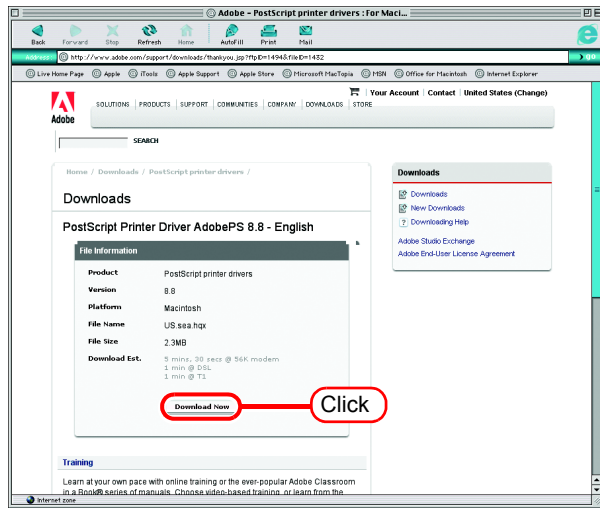 Adobe - PostScript printer drivers : For Maci...
Back Forward Stop Refresh Home AutoFill Print Mail
Address http://www.adobe.com/support/downloads/thankyou.jsp?ftpID=1494&fileID=1432 go
Live Home Page Apple iTools Apple Support Apple Store Microsoft MacTopia MSN Office for Macintosh Internet Explorer
Your Account Contact United States (Change)
Adobe
SOLUTIONS PRODUCTS SUPPORT COMMUNITIES COMPANY DOWNLOADS STORE
SEARCH
Home / Downloads / PostScript printer drivers /
Downloads
PostScript Printer Driver AdobePS 8.8 - English
File Information
Product PostScript printer drivers
Version 8.8
Platform Macintosh
File Name US.sea.hqx
File Size 2.3MB
Download Est. 5 mins, 30 secs @ 56K modem
1 min @ DSL
1 min @ T1
Download Now
Click
Downloads
Downloads
New Downloads
? Downloading Help
Adobe Studio Exchange
Adobe End-User License Agreement
Training
Learn at your own pace with online training or the ever-popular Adobe Classroom
in a Book® series of manuals. Choose video-based training, or learn from the
Internet zone